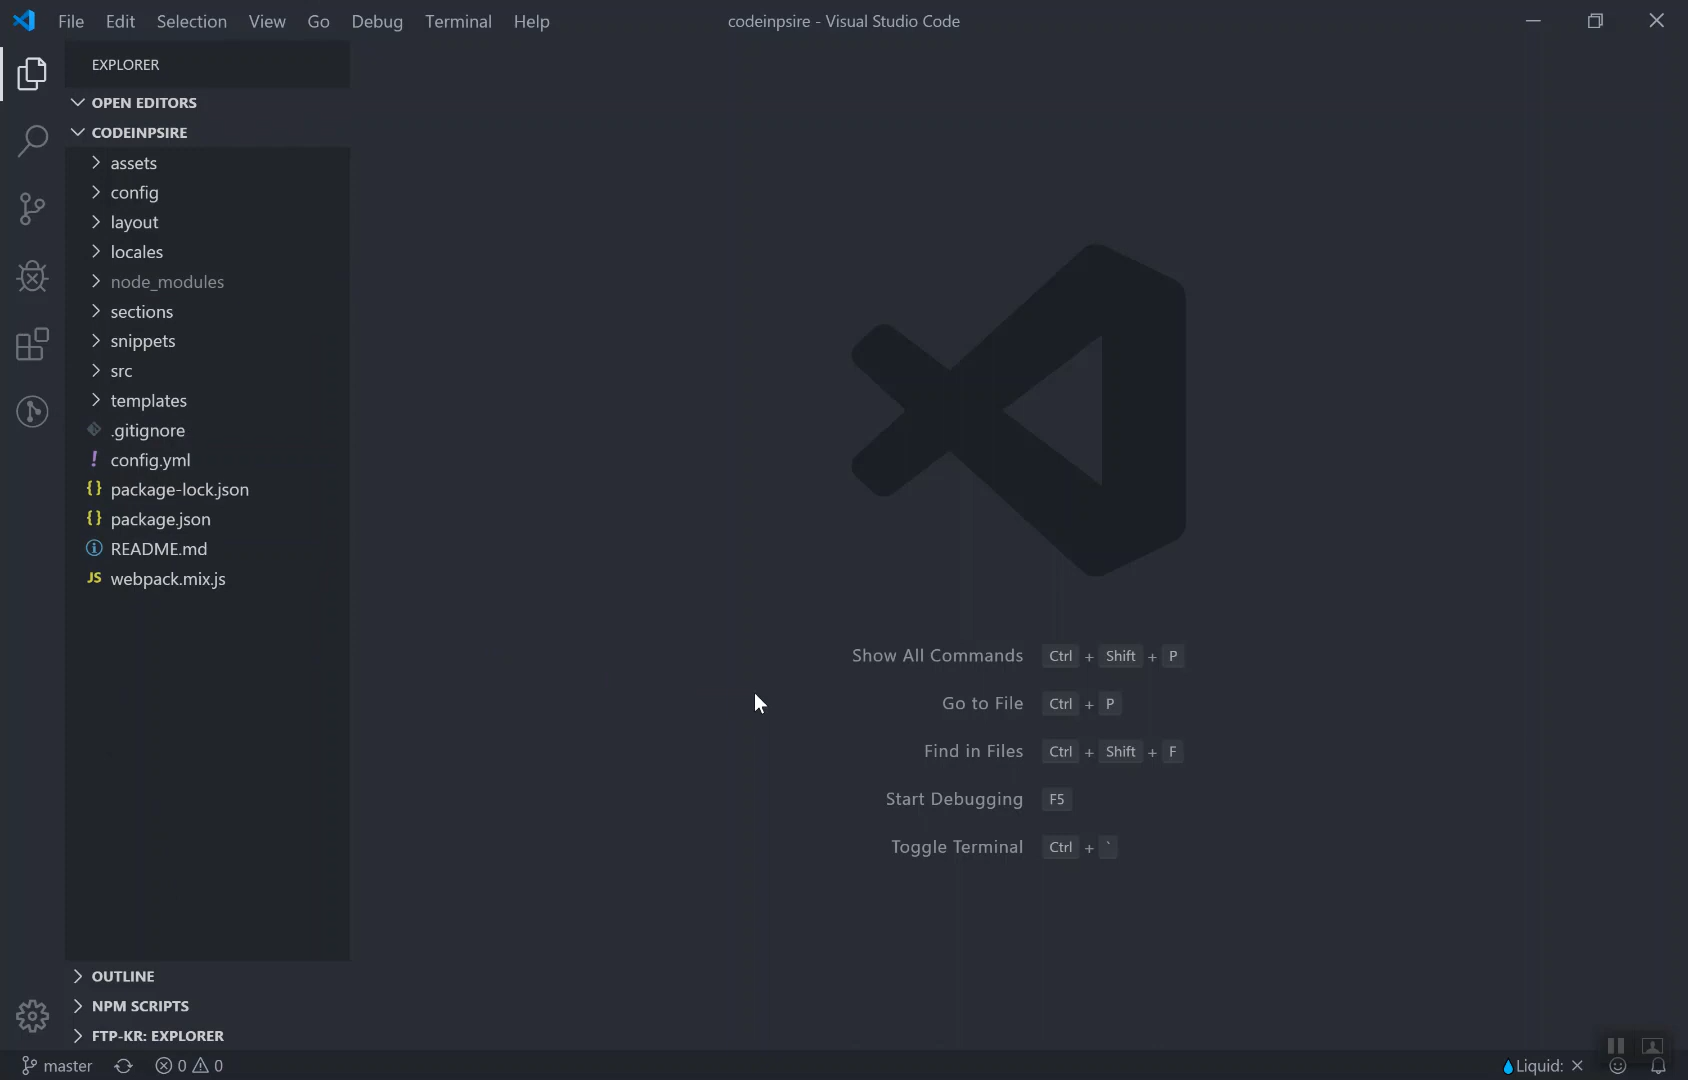 File Edit Selection View Go Debug Terminal Help codeinpsire - Visual Studio Code
EXPLORER
OPEN EDITORS
CODEINPSIRE
assets
config
layout
locales
node_modules
sections
snippets
src
templates
.gitignore
! config.yml
{} package-lock.json
{} package.json
README.md
JS webpack.mix.js
Show All Commands Ctrl + Shift + P
Go to File Ctrl + P
Find in Files Ctrl + Shift + F
Start Debugging F5
Toggle Terminal Ctrl + `
OUTLINE
NPM SCRIPTS
FTP-KR: EXPLORER
master 0 0 Liquid: ×